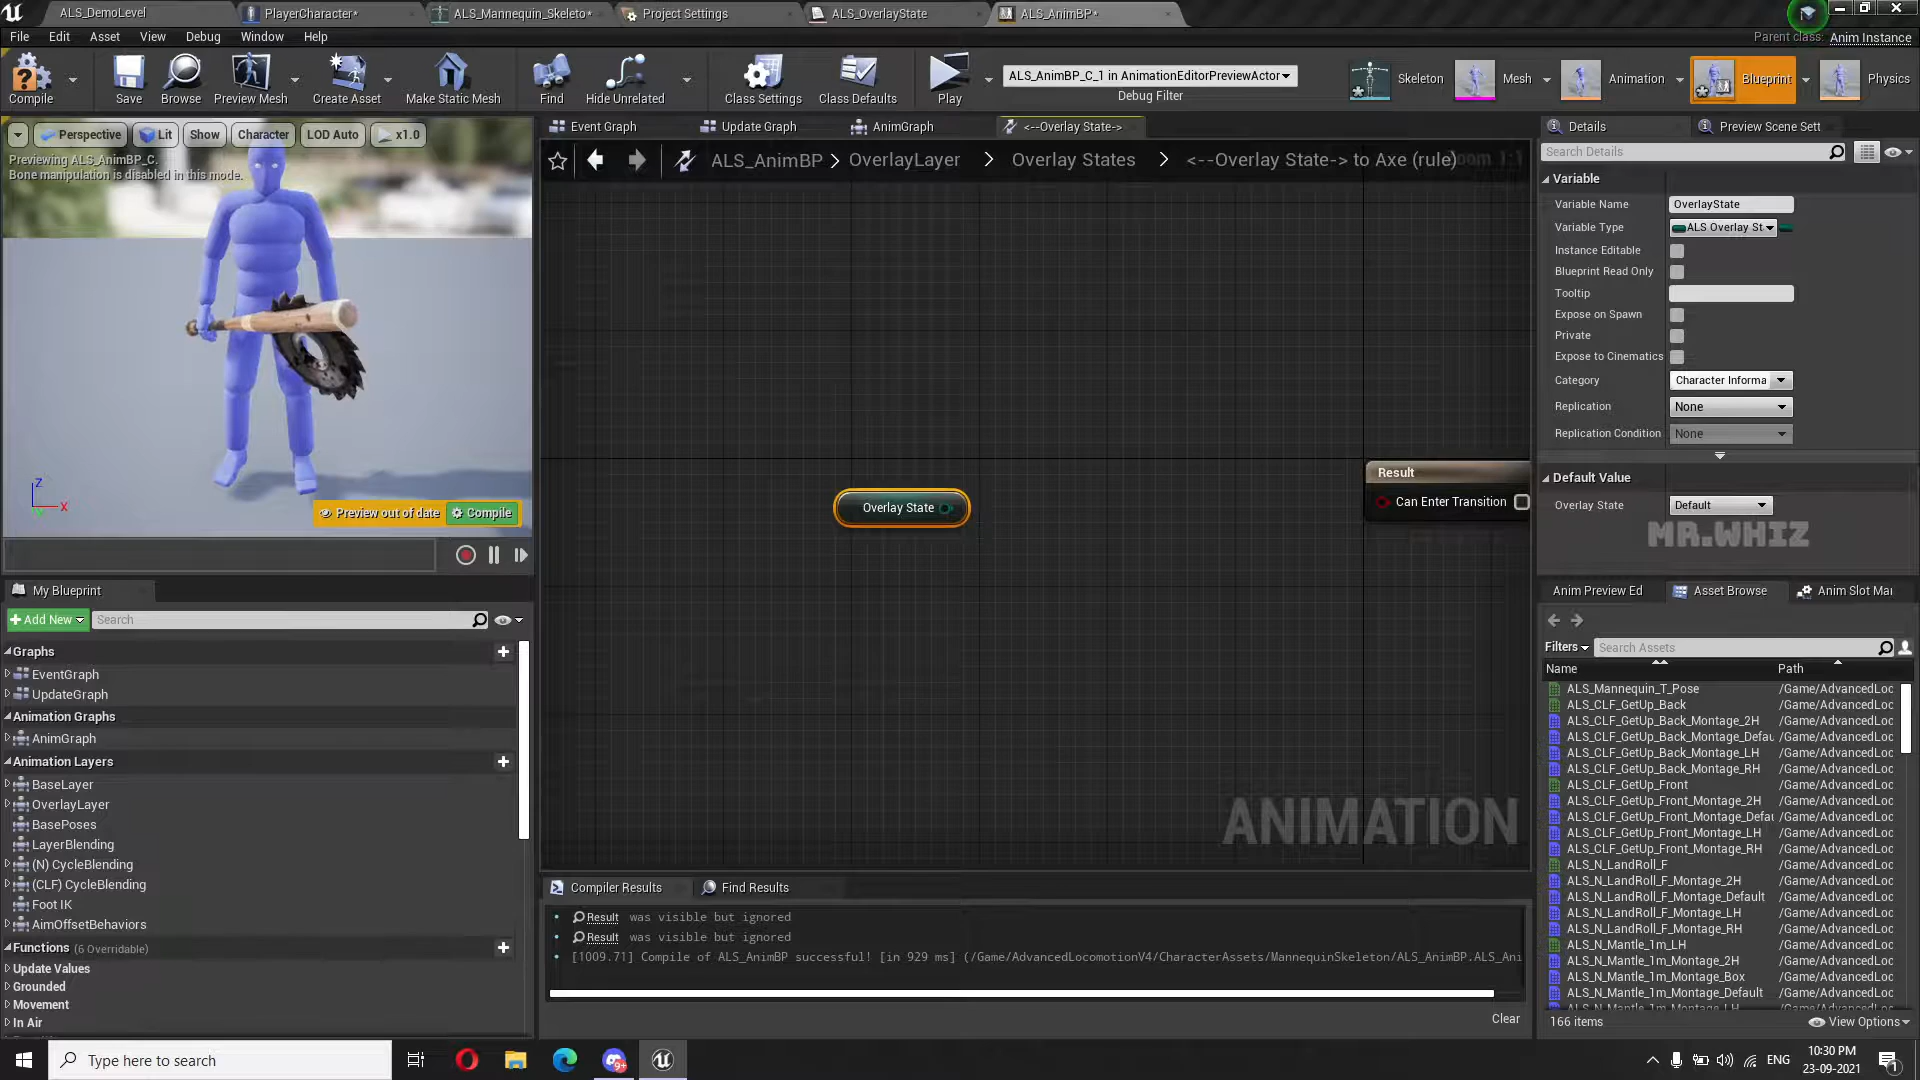 ALS_DemoLevel
PlayerCharacter*
ALS_Mannequin_Skeleto*
Project Settings
ALS_OverlayState
ALS_AnimBP*
File Edit Asset View Debug Window Help
Parent class: Anim Instance
Compile
Save
Browse
Preview Mesh
Create Asset
Make Static Mesh
Find
Hide Unrelated
Class Settings
Class Defaults
Play
ALS_AnimBP_C_1 in AnimationEditorPreviewActor
Debug Filter
Skeleton
Mesh
Animation
Blueprint
Physics
Perspective
Lit
Show
Character
LOD Auto
x1.0
Previewing ALS_AnimBP_C.
Bone manipulation is disabled in this mode.
Z
X
Preview out of date
Compile
Event Graph
Update Graph
AnimGraph
<--Overlay State->
ALS_AnimBP > OverlayLayer > Overlay States > <--Overlay State-> to Axe (rule)
Zoom 1:1
Overlay State
Result
Can Enter Transition
ANIMATION
Details
Preview Scene Sett
Search Details
Variable
Variable Name OverlayState
Variable Type ALS Overlay St
Instance Editable
Blueprint Read Only
Tooltip
Expose on Spawn
Private
Expose to Cinematics
Category Character Informa
Replication None
Replication Condition None
Default Value
Overlay State Default
MR.WHIZ
My Blueprint
Add New
Search
Graphs
EventGraph
UpdateGraph
Animation Graphs
AnimGraph
Animation Layers
BaseLayer
OverlayLayer
BasePoses
LayerBlending
(N) CycleBlending
(CLF) CycleBlending
Foot IK
AimOffsetBehaviors
Functions (6 Overridable)
Update Values
Grounded
Movement
In Air
Compiler Results
Find Results
Result was visible but ignored
Result was visible but ignored
[1009.71] Compile of ALS_AnimBP successful! [in 929 ms] (/Game/AdvancedLocomotionV4/CharacterAssets/MannequinSkeleton/ALS_AnimBP.ALS_Ani
Clear
Anim Preview Ed
Asset Browse
Anim Slot Mai
Filters
Search Assets
Name Path
ALS_Mannequin_T_Pose /Game/AdvancedLoc
ALS_CLF_GetUp_Back /Game/AdvancedLoc
ALS_CLF_GetUp_Back_Montage_2H /Game/AdvancedLoc
ALS_CLF_GetUp_Back_Montage_Defau /Game/AdvancedLoc
ALS_CLF_GetUp_Back_Montage_LH /Game/AdvancedLoc
ALS_CLF_GetUp_Back_Montage_RH /Game/AdvancedLoc
ALS_CLF_GetUp_Front /Game/AdvancedLoc
ALS_CLF_GetUp_Front_Montage_2H /Game/AdvancedLoc
ALS_CLF_GetUp_Front_Montage_Defau /Game/AdvancedLoc
ALS_CLF_GetUp_Front_Montage_LH /Game/AdvancedLoc
ALS_CLF_GetUp_Front_Montage_RH /Game/AdvancedLoc
ALS_N_LandRoll_F /Game/AdvancedLoc
ALS_N_LandRoll_F_Montage_2H /Game/AdvancedLoc
ALS_N_LandRoll_F_Montage_Default /Game/AdvancedLoc
ALS_N_LandRoll_F_Montage_LH /Game/AdvancedLoc
ALS_N_LandRoll_F_Montage_RH /Game/AdvancedLoc
ALS_N_Mantle_1m_LH /Game/AdvancedLoc
ALS_N_Mantle_1m_Montage_2H /Game/AdvancedLoc
ALS_N_Mantle_1m_Montage_Box /Game/AdvancedLoc
ALS_N_Mantle_1m_Montage_Default /Game/AdvancedLoc
ALS_N_Mantle_1m_Montage_LH /Game/AdvancedLoc
166 items
View Options
Type here to search
9+
ENG
10:30 PM
23-09-2021
1